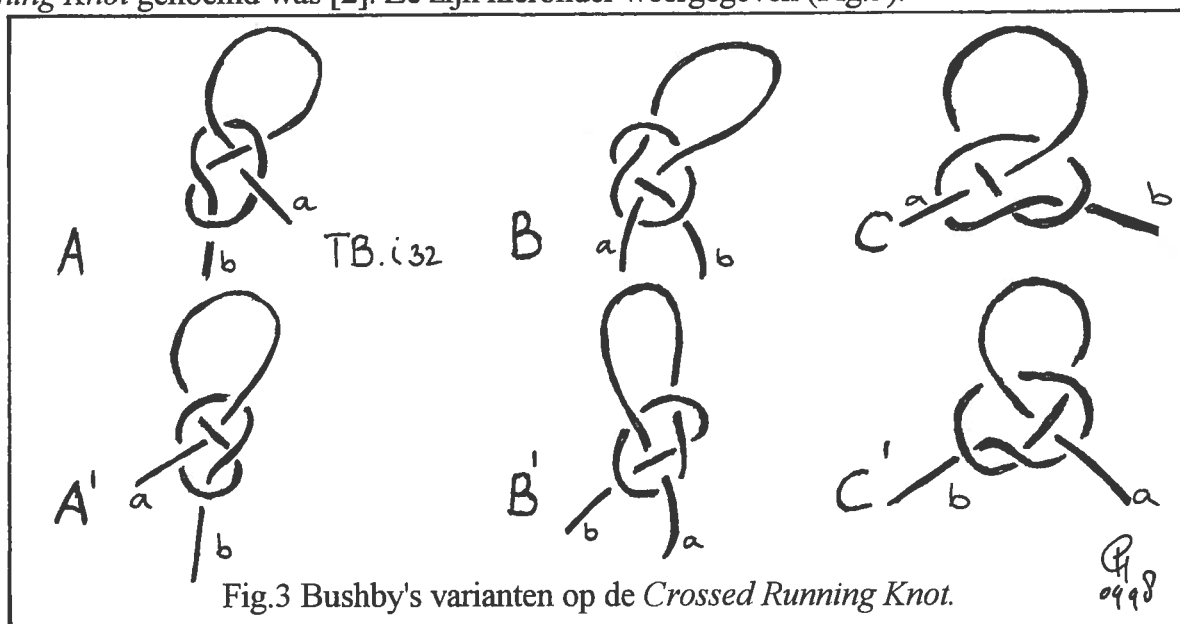 ning Knot genoemd was [2]. Ze zijn hieronder weergegeven (Fig.3).
A a b TB.i32
B a b
C a b
A' a b
B' b a
C' b a
0998
Fig.3 Bushby's varianten op de Crossed Running Knot.